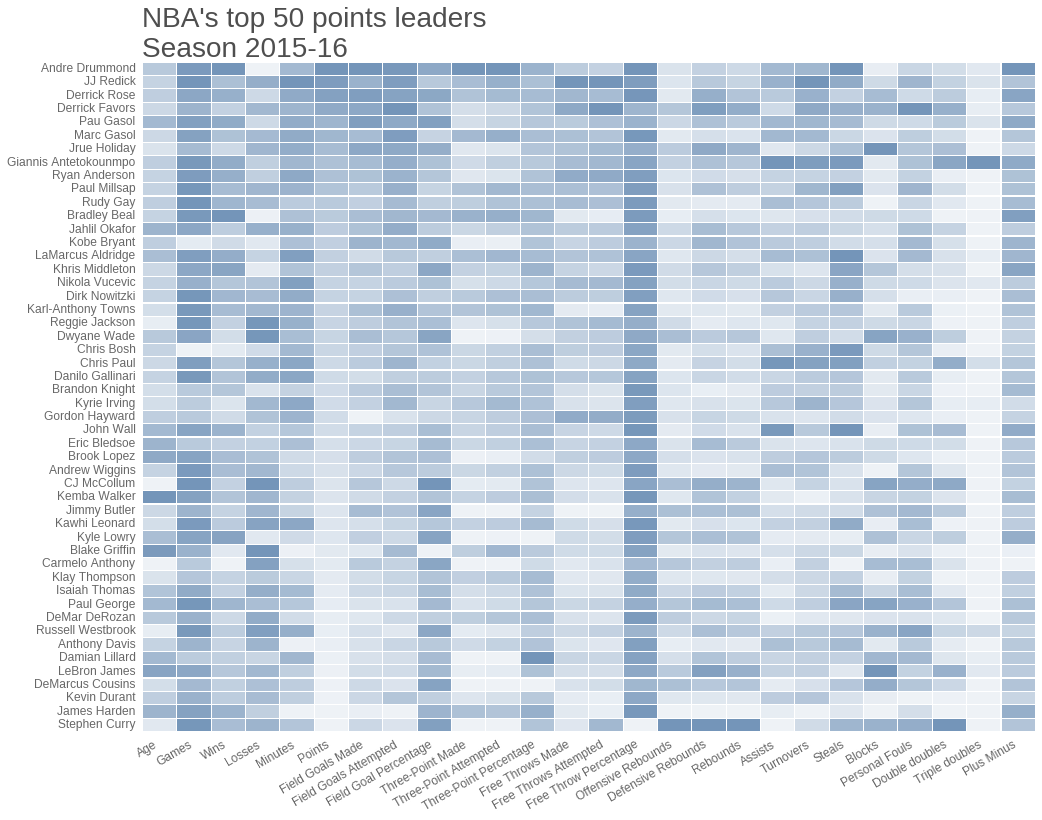 NBA's top 50 points leaders
Season 2015-16
Andre Drummond
JJ Redick
Derrick Rose
Derrick Favors
Pau Gasol
Marc Gasol
Jrue Holiday
Giannis Antetokounmpo
Ryan Anderson
Paul Millsap
Rudy Gay
Bradley Beal
Jahlil Okafor
Kobe Bryant
LaMarcus Aldridge
Khris Middleton
Nikola Vucevic
Dirk Nowitzki
Karl-Anthony Towns
Reggie Jackson
Dwyane Wade
Chris Bosh
Chris Paul
Danilo Gallinari
Brandon Knight
Kyrie Irving
Gordon Hayward
John Wall
Eric Bledsoe
Brook Lopez
Andrew Wiggins
CJ McCollum
Kemba Walker
Jimmy Butler
Kawhi Leonard
Kyle Lowry
Blake Griffin
Carmelo Anthony
Klay Thompson
Isaiah Thomas
Paul George
DeMar DeRozan
Russell Westbrook
Anthony Davis
Damian Lillard
LeBron James
DeMarcus Cousins
Kevin Durant
James Harden
Stephen Curry
Age
Games
Wins
Losses
Minutes
Points
Field Goals Made
Field Goals Attempted
Field Goal Percentage
Three-Point Made
Three-Point Attempted
Three-Point Percentage
Free Throws Made
Free Throws Attempted
Free Throw Percentage
Offensive Rebounds
Defensive Rebounds
Rebounds
Assists
Turnovers
Steals
Blocks
Personal Fouls
Double doubles
Triple doubles
Plus Minus